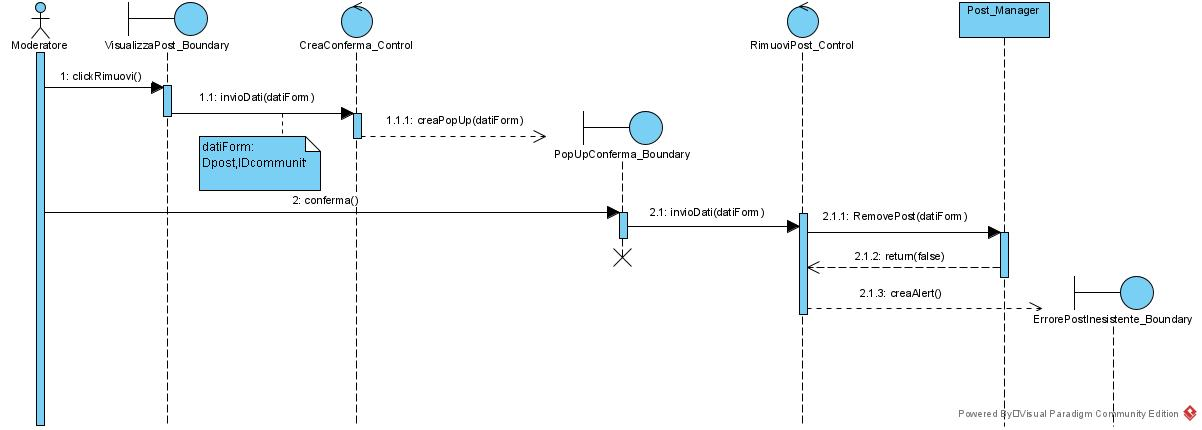 Post_Manager
Moderatore
VisualizzaPost_Boundary
CreaConferma_Control
RimuoviPost_Control
1: clickRimuovi()
1.1: invioDati(datiForm)
1.1.1: creaPopUp(datiForm)
datiForm:
Dpost,IDcommunit
PopUpConferma_Boundary
2: conferma()
2.1: invioDati(datiForm)
2.1.1: RemovePost(datiForm)
2.1.2: return(false)
2.1.3: creaAlert()
ErrorePostInesistente_Boundary
Powered By Visual Paradigm Community Edition